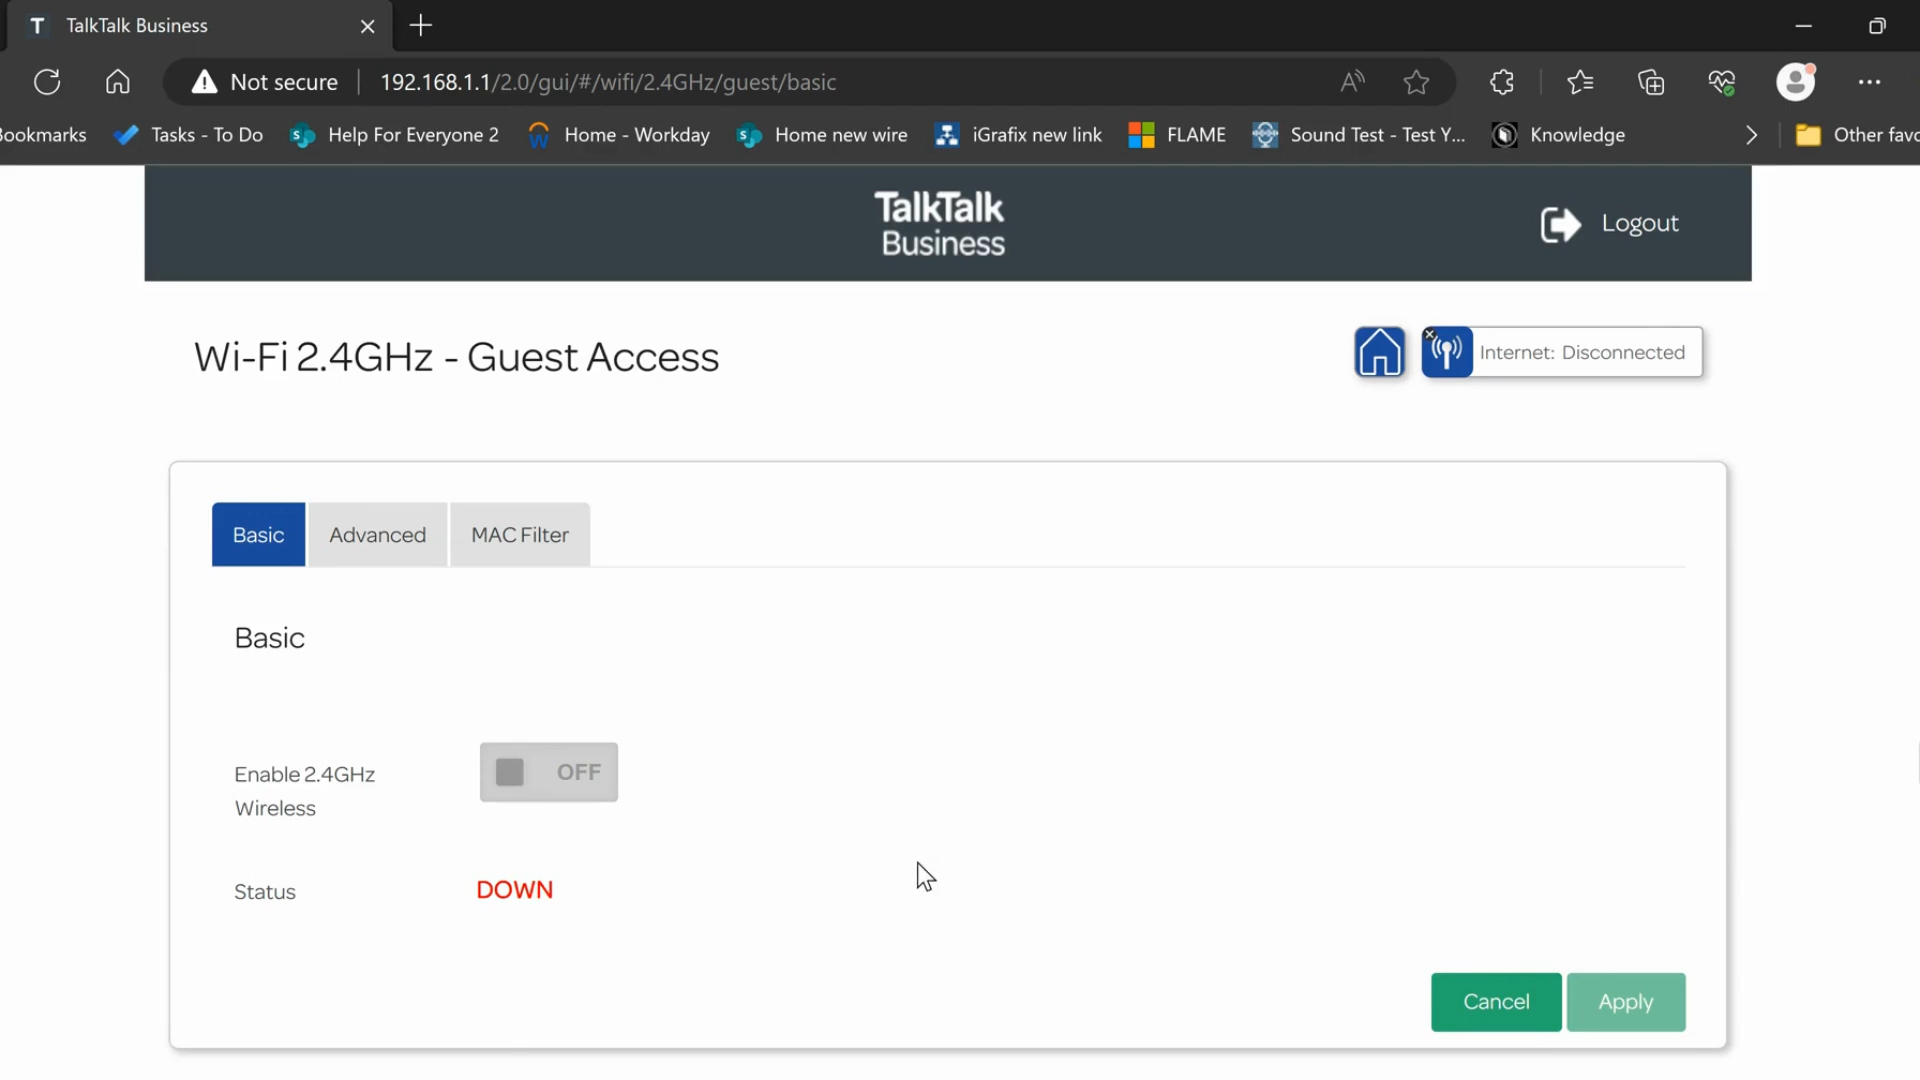 T TalkTalk Business
Not secure 192.168.1.1/2.0/gui/#/wifi/2.4GHz/guest/basic
Bookmarks Tasks - To Do Help For Everyone 2 Home - Workday Home new wire iGrafix new link FLAME Sound Test - Test Y... Knowledge Other favo
TalkTalk
Business
Logout
Wi-Fi 2.4GHz - Guest Access
Internet: Disconnected
Basic Advanced MAC Filter
Basic
Enable 2.4GHz
Wireless
OFF
Status DOWN
Cancel Apply